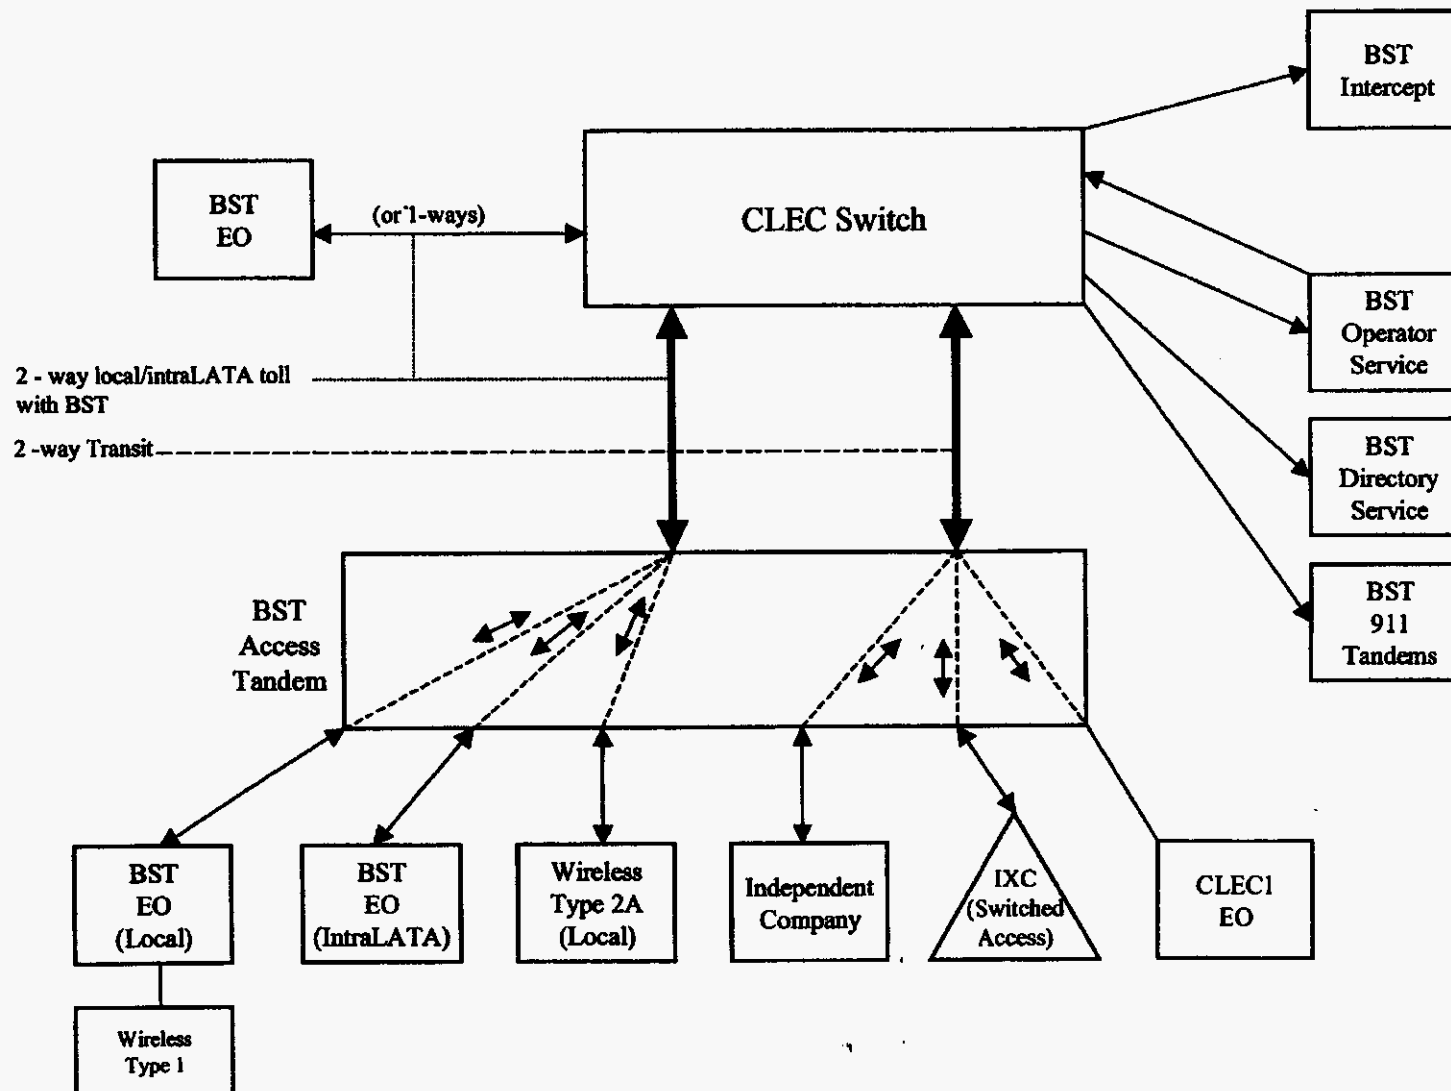 BST
Intercept
BST
EO
(or 1-ways)
CLEC Switch
BST
Operator
Service
2 - way local/intraLATA toll
with BST
2 -way Transit
BST
Directory
Service
BST
911
Tandems
BST
Access
Tandem
BST
EO
(Local)
BST
EO
(IntraLATA)
Wireless
Type 2A
(Local)
Independent
Company
IXC
(Switched
Access)
CLEC1
EO
Wireless
Type 1